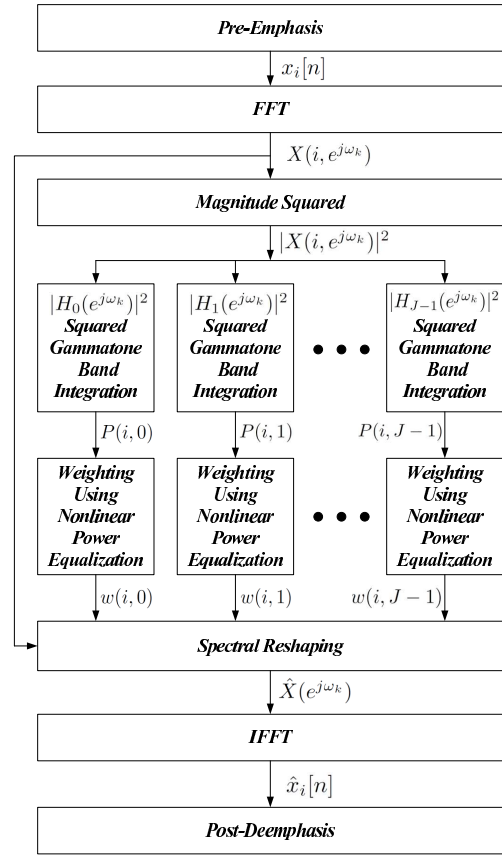 Pre-Emphasis
x_i[n]
FFT
X(i, e^{jω_k})
Magnitude Squared
|X(i, e^{jω_k})|^2
|H_0(e^{jω_k})|^2
Squared
Gammatone
Band
Integration
|H_1(e^{jω_k})|^2
Squared
Gammatone
Band
Integration
|H_{J-1}(e^{jω_k})|^2
Squared
Gammatone
Band
Integration
P(i, 0)
P(i, 1)
P(i, J − 1)
Weighting
Using
Nonlinear
Power
Equalization
Weighting
Using
Nonlinear
Power
Equalization
Weighting
Using
Nonlinear
Power
Equalization
w(i, 0)
w(i, 1)
w(i, J − 1)
Spectral Reshaping
X̂(e^{jω_k})
IFFT
x̂_i[n]
Post-Deemphasis